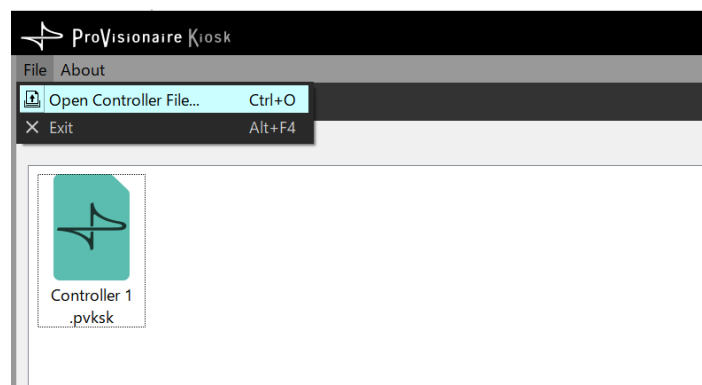 ProVisionaire Kiosk
File About
Open Controller File... Ctrl+O
Exit Alt+F4
Controller 1
.pvksk